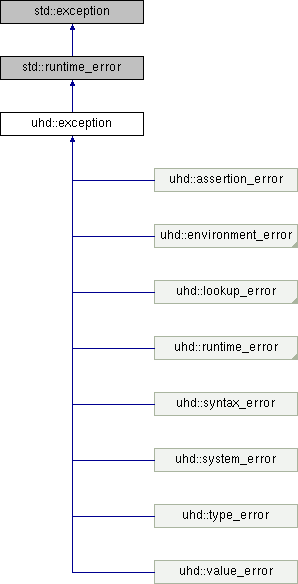 std::exception
std::runtime_error
uhd::exception
uhd::assertion_error
uhd::environment_error
uhd::lookup_error
uhd::runtime_error
uhd::syntax_error
uhd::system_error
uhd::type_error
uhd::value_error